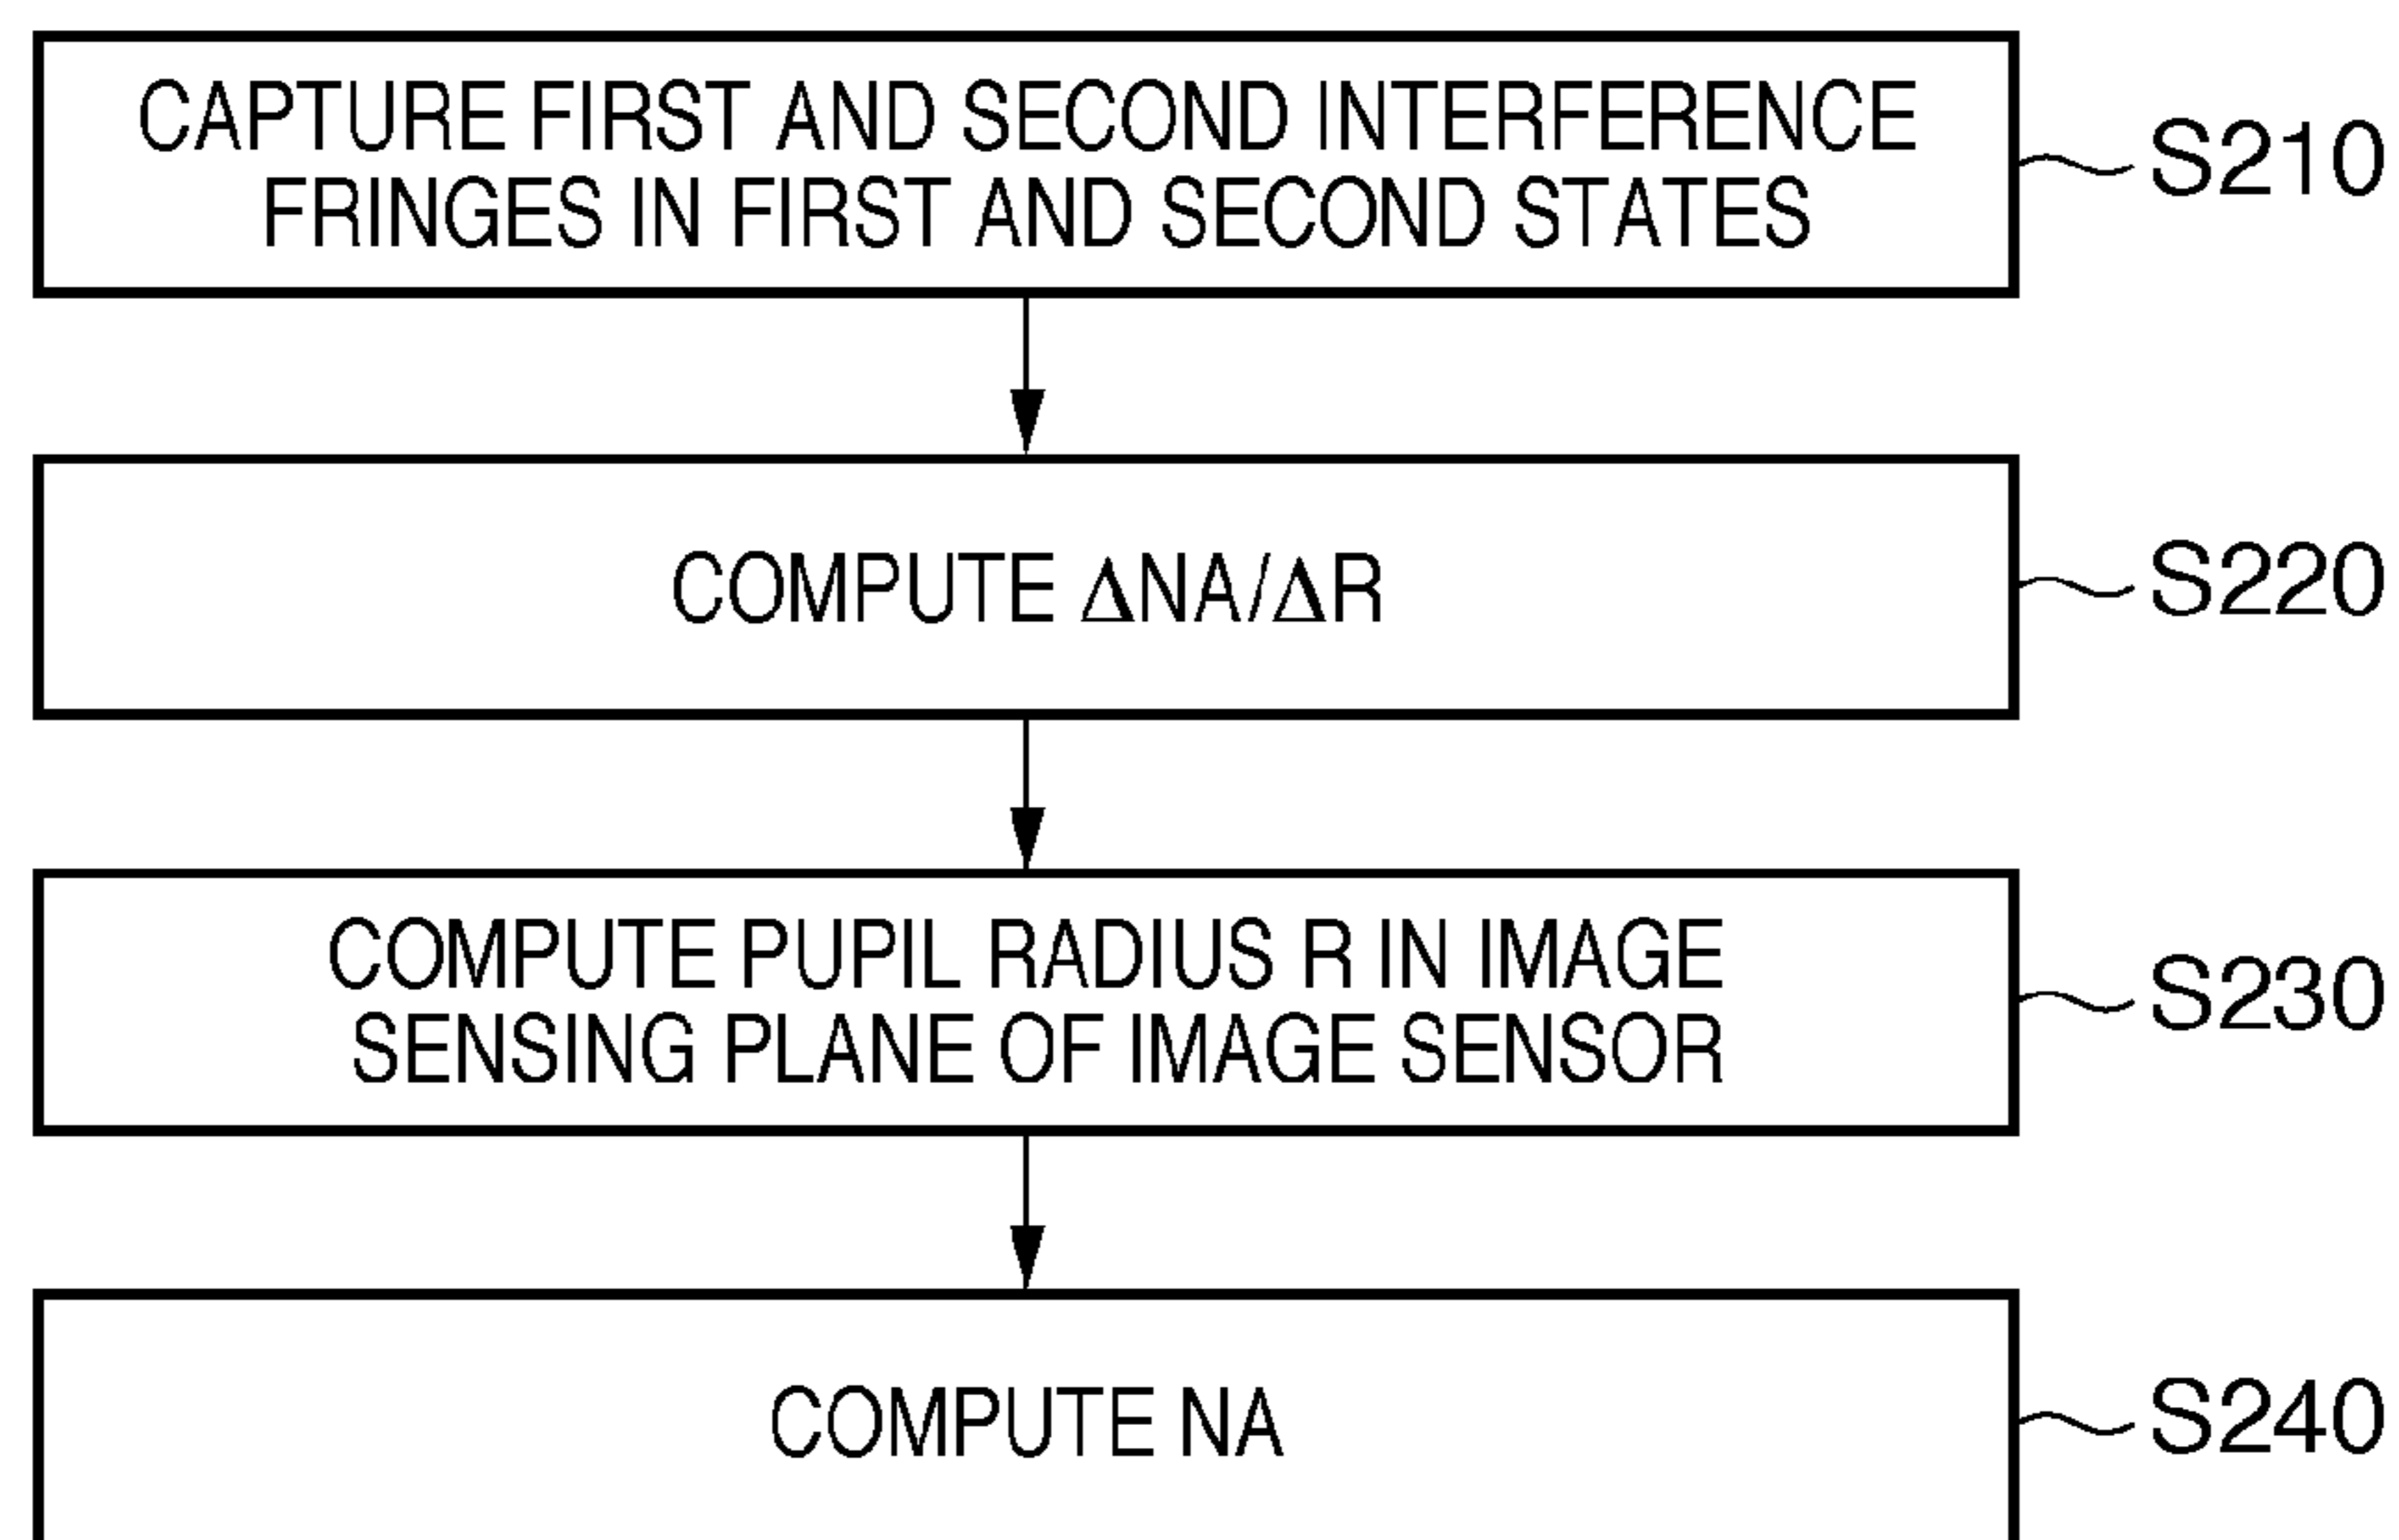 CAPTURE FIRST AND SECOND INTERFERENCE
FRINGES IN FIRST AND SECOND STATES
S210
COMPUTE ΔNA/ΔR
S220
COMPUTE PUPIL RADIUS R IN IMAGE
SENSING PLANE OF IMAGE SENSOR
S230
COMPUTE NA
S240